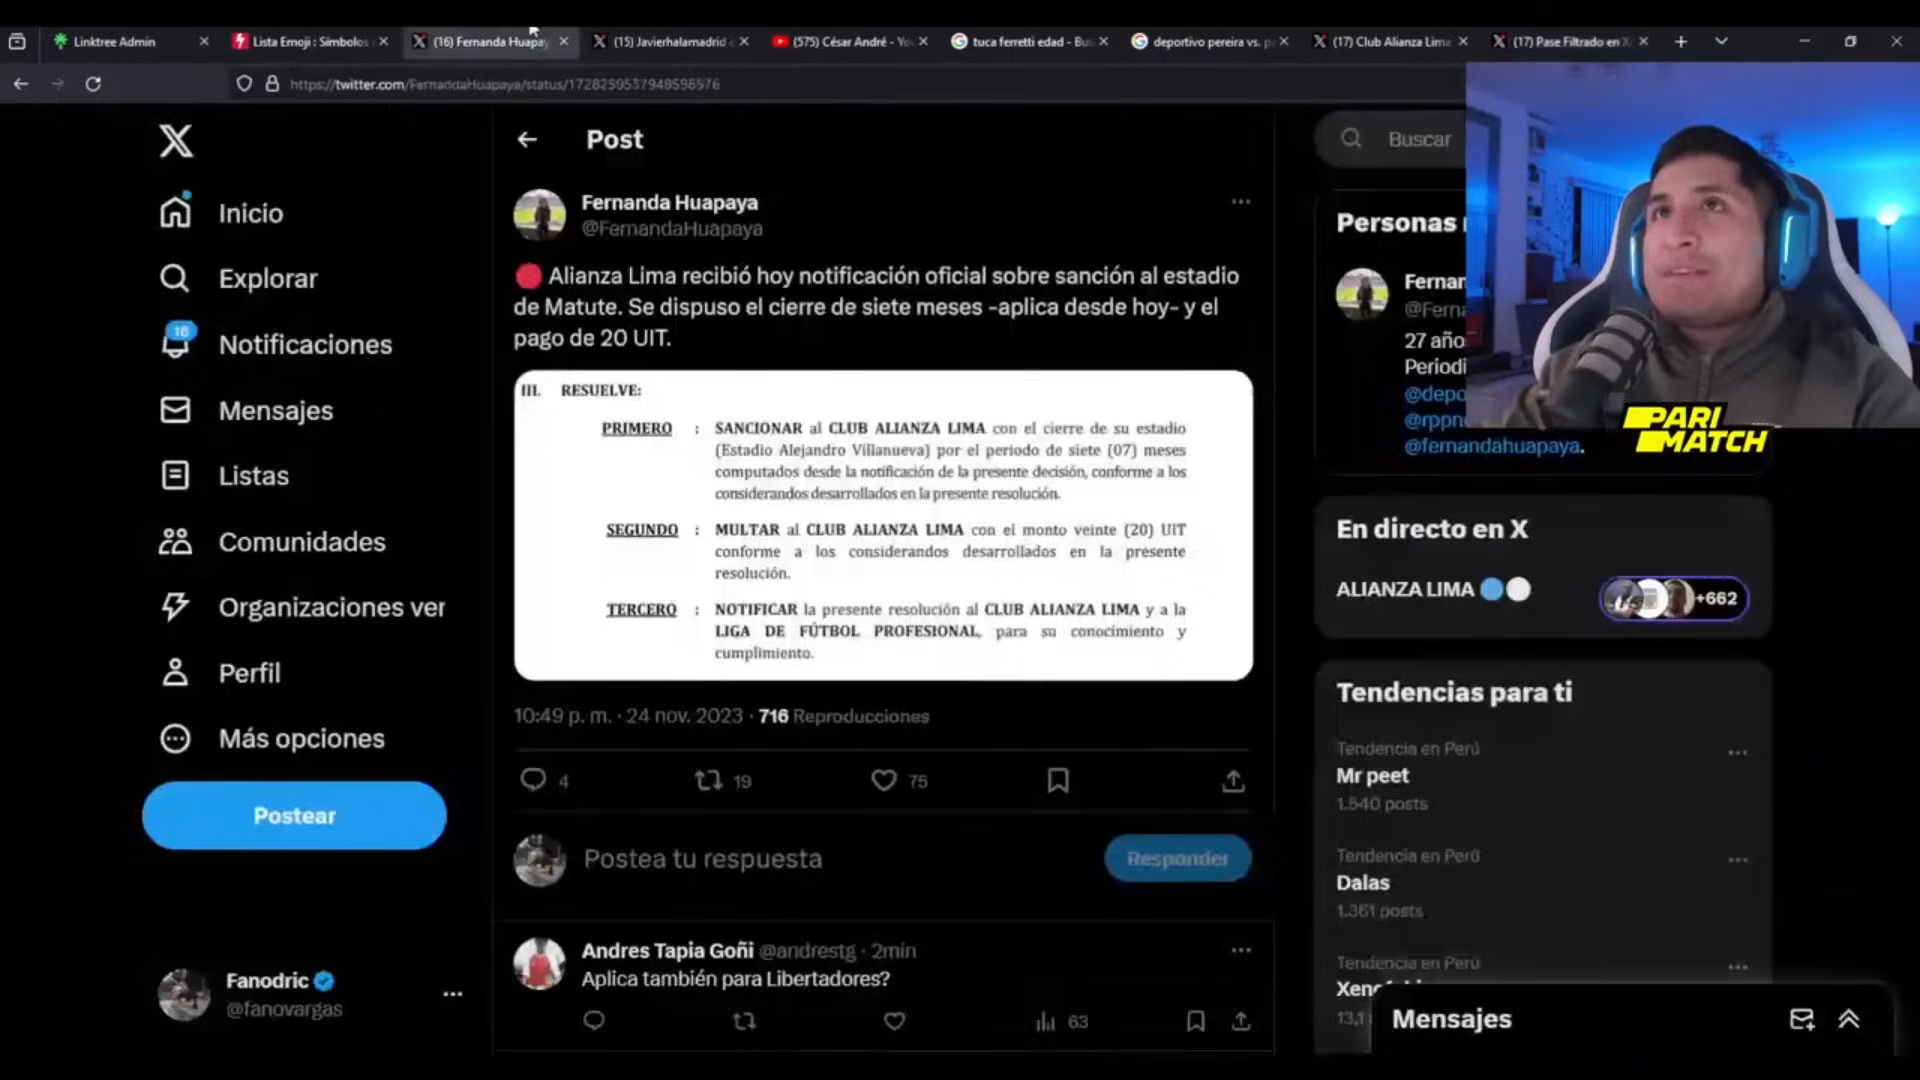 Linktree Admin
Lista Emoji : Símbolos
(16) Fernanda Huapay
(15) Javierhalamadrid e
(575) César André - Yo
tuca ferretti edad - Bus
deportivo pereira vs. p
(17) Club Alianza Lima
(17) Pase Filtrado en X
https://twitter.com/FernandaHuapaya/status/1728259537948598576
Inicio
Explorar
18
Notificaciones
Mensajes
Listas
Comunidades
Organizaciones ver
Perfil
Más opciones
Postear
Fanodric
@fanovargas
Post
Fernanda Huapaya
@FernandaHuapaya
Alianza Lima recibió hoy notificación oficial sobre sanción al estadio
de Matute. Se dispuso el cierre de siete meses -aplica desde hoy- y el
pago de 20 UIT.
III. RESUELVE:
PRIMERO : SANCIONAR al CLUB ALIANZA LIMA con el cierre de su estadio
(Estadio Alejandro Villanueva) por el periodo de siete (07) meses
computados desde la notificación de la presente decisión, conforme a los
considerandos desarrollados en la presente resolución.
SEGUNDO : MULTAR al CLUB ALIANZA LIMA con el monto veinte (20) UIT
conforme a los considerandos desarrollados en la presente
resolución.
TERCERO : NOTIFICAR la presente resolución al CLUB ALIANZA LIMA y a la
LIGA DE FÚTBOL PROFESIONAL, para su conocimiento y
cumplimiento.
10:49 p. m. · 24 nov. 2023 · 716 Reproducciones
4 19 75
Postea tu respuesta
Responder
Andres Tapia Goñi @andrestg · 2min
Aplica también para Libertadores?
63
Buscar
Personas
Fernan
@Ferna
27 año
Periodi
@depo
@rppn
@fernandahuapaya.
PARI
MATCH
En directo en X
ALIANZA LIMA
+662
Tendencias para ti
Tendencia en Perú
Mr peet
1.540 posts
Tendencia en Perú
Dalas
1.361 posts
Tendencia en Perú
13,1
Mensajes